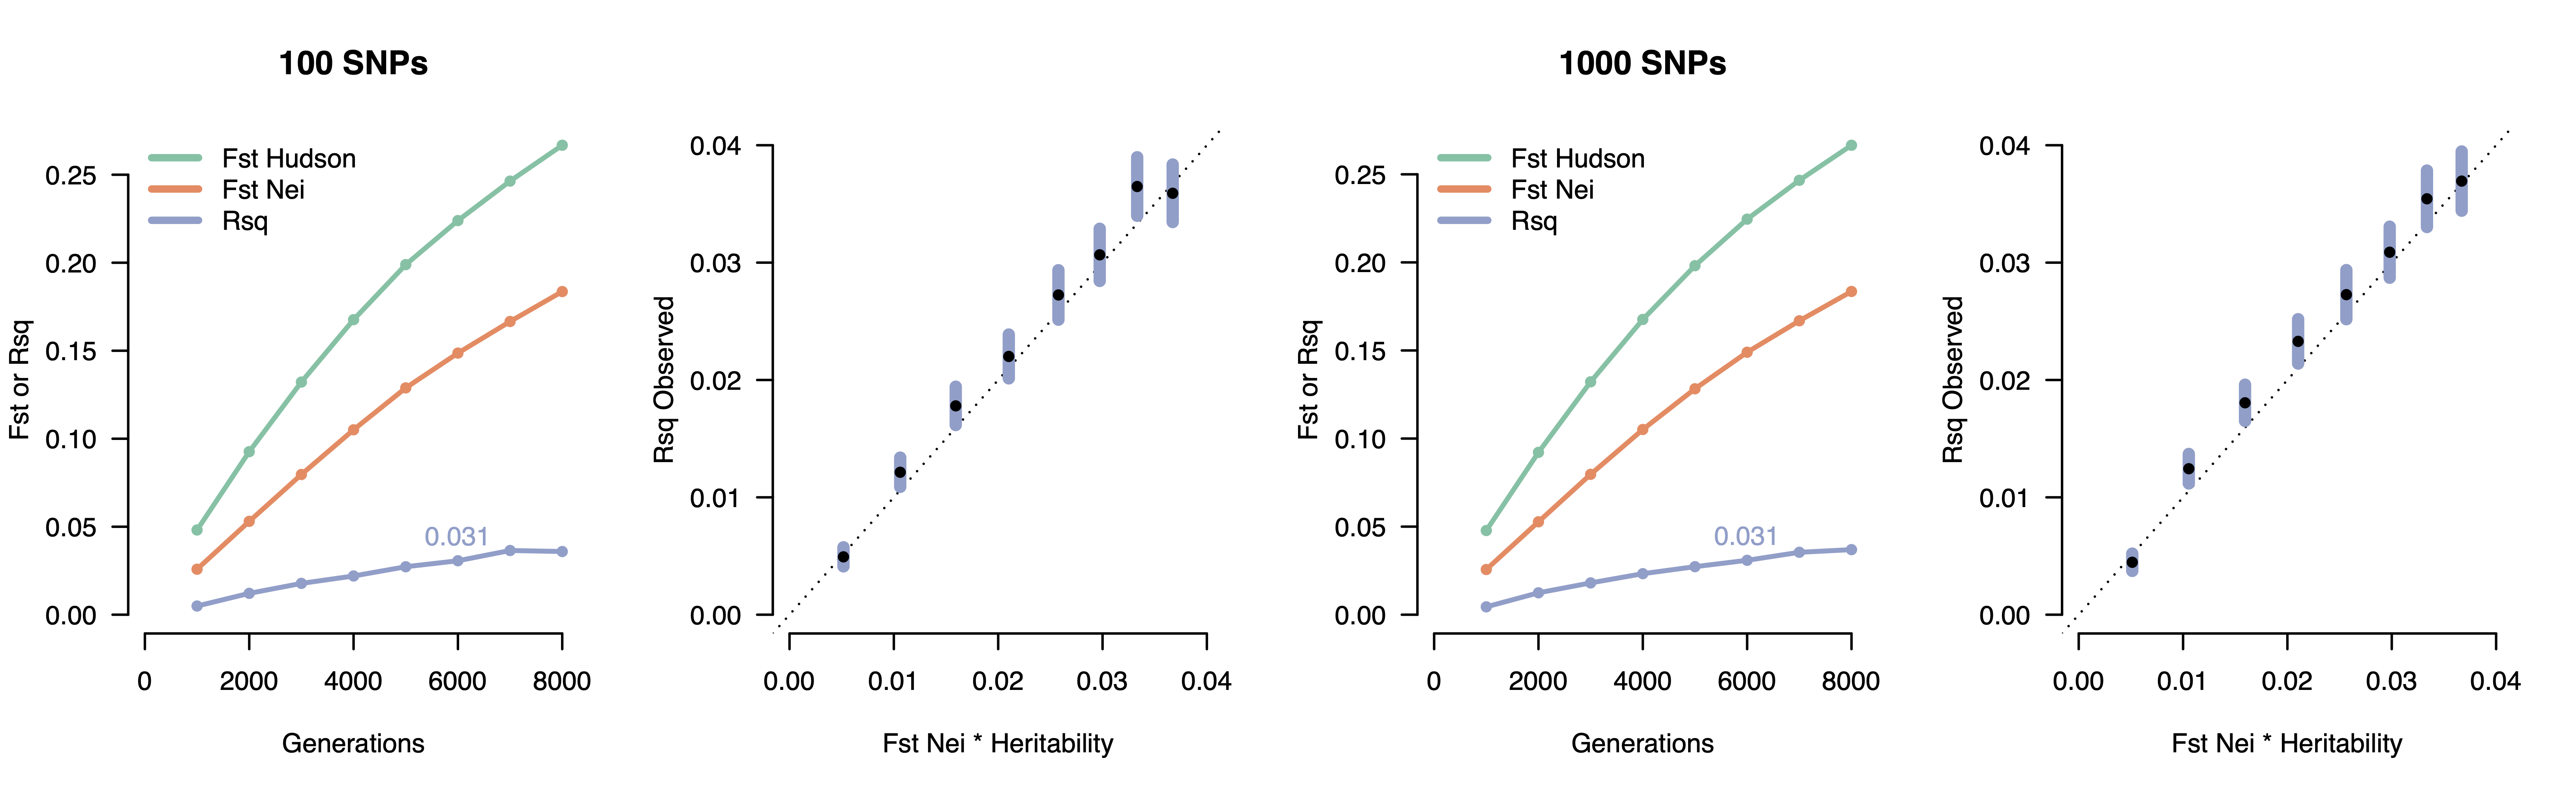 100 SNPs
Fst Hudson
Fst Nei
Rsq
0.25
0.20
0.15
0.10
0.05
0.00
Fst or Rsq
0.031
0 2000 4000 6000 8000
Generations
0.04
0.03
0.02
0.01
0.00
Rsq Observed
0.00 0.01 0.02 0.03 0.04
Fst Nei * Heritability
1000 SNPs
Fst Hudson
Fst Nei
Rsq
0.25
0.20
0.15
0.10
0.05
0.00
Fst or Rsq
0.031
0 2000 4000 6000 8000
Generations
0.04
0.03
0.02
0.01
0.00
Rsq Observed
0.00 0.01 0.02 0.03 0.04
Fst Nei * Heritability